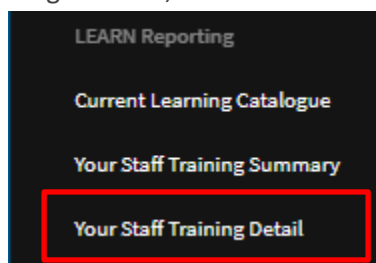 LEARN Reporting
Current Learning Catalogue
Your Staff Training Summary
Your Staff Training Detail